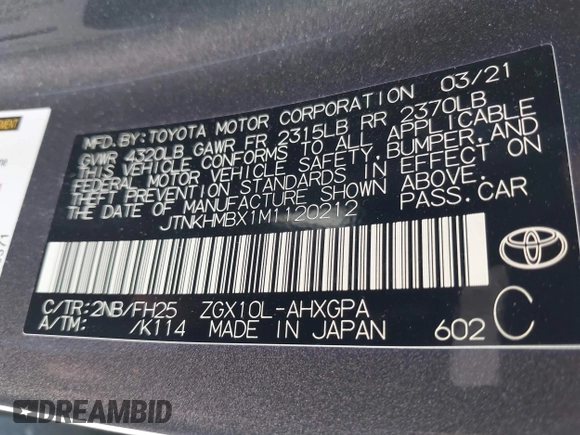 MFD. BY: TOYOTA MOTOR CORPORATION 03/21
GVWR 4320LB GAWR FR 2315LB RR 2370LB
THIS VEHICLE CONFORMS TO ALL APPLICABLE
FEDERAL MOTOR VEHICLE SAFETY, BUMPER, AND
THEFT PREVENTION STANDARDS IN EFFECT ON
THE DATE OF MANUFACTURE SHOWN ABOVE.
JTNKHMBX1M1120212 PASS. CAR
TOYOTA
C/TR: 2NB/FH25 ZGX10L-AHXGPA
A/TM: /K114 MADE IN JAPAN 602 C
DREAMBID